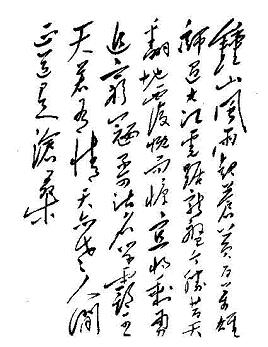 鍾山風雨起蒼黃百萬雄
師過大江虎踞龍盤今勝昔天
翻地覆慨而慷宜將剩勇
追窮寇不可沽名學霸王
天若有情天亦老人間
正道是滄桑